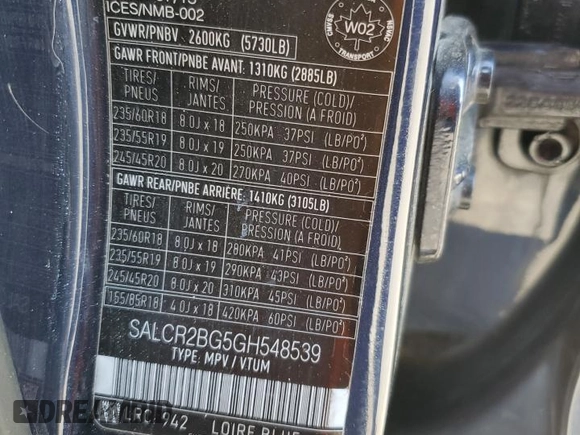 ICES/NMB-002
GVWR/PNBV 2600KG (5730LB)
GAWR FRONT/PNBE AVANT: 1310KG (2885LB)
TIRES/ PNEUS RIMS/ JANTES PRESSURE (COLD)/ PRESSION (A FROID)
235/60R18 8.0J x 18 250KPA 37PSI (LB/PO²)
235/55R19 8.0J x 19 250KPA 37PSI (LB/PO²)
245/45R20 8.0J x 20 270KPA 40PSI (LB/PO²)
GAWR REAR/PNBE ARRIERE: 1410KG (3105LB)
TIRES/ PNEUS RIMS/ JANTES PRESSURE (COLD)/ PRESSION (A FROID)
235/60R18 8.0J x 18 280KPA 41PSI (LB/PO²)
235/55R19 8.0J x 19 290KPA 43PSI (LB/PO²)
245/45R20 8.0J x 20 310KPA 45PSI (LB/PO²)
155/85R18 4.0J x 18 420KPA 60PSI (LB/PO²)
SALCR2BG5GH548539
TYPE: MPV / VTUM
942 LOIRE BLUE
CMVSS
NSVAC
W02
TRANSPORT